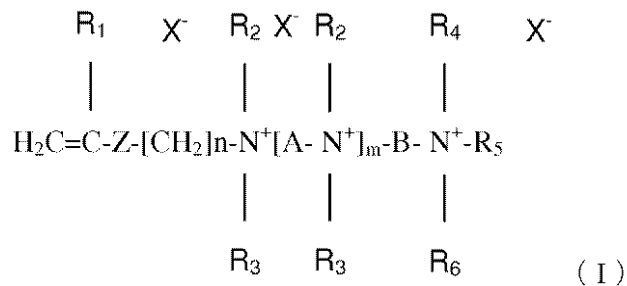 R₁ X⁻ R₂ X⁻ R₂ R₄ X⁻
H₂C=C-Z-[CH₂]n-N⁺[A- N⁺]ₘ-B- N⁺-R₅
R₃ R₃ R₆
(I)